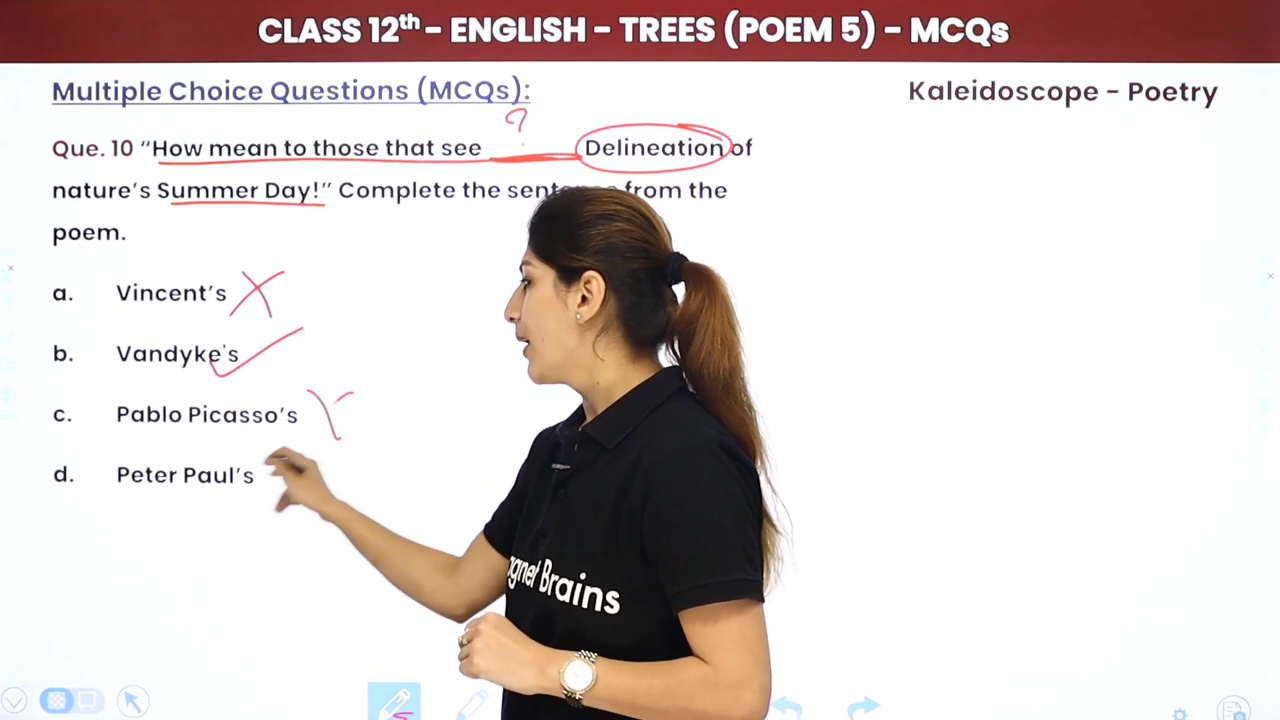 CLASS 12th - ENGLISH - TREES (POEM 5) - MCQs
Multiple Choice Questions (MCQs):
Kaleidoscope - Poetry
?
Que. 10 “How mean to those that see ______ Delineation of
nature’s Summer Day!” Complete the sentence from the
poem.
a. Vincent’s
b. Vandyke's
c. Pablo Picasso’s
d. Peter Paul’s
Brains